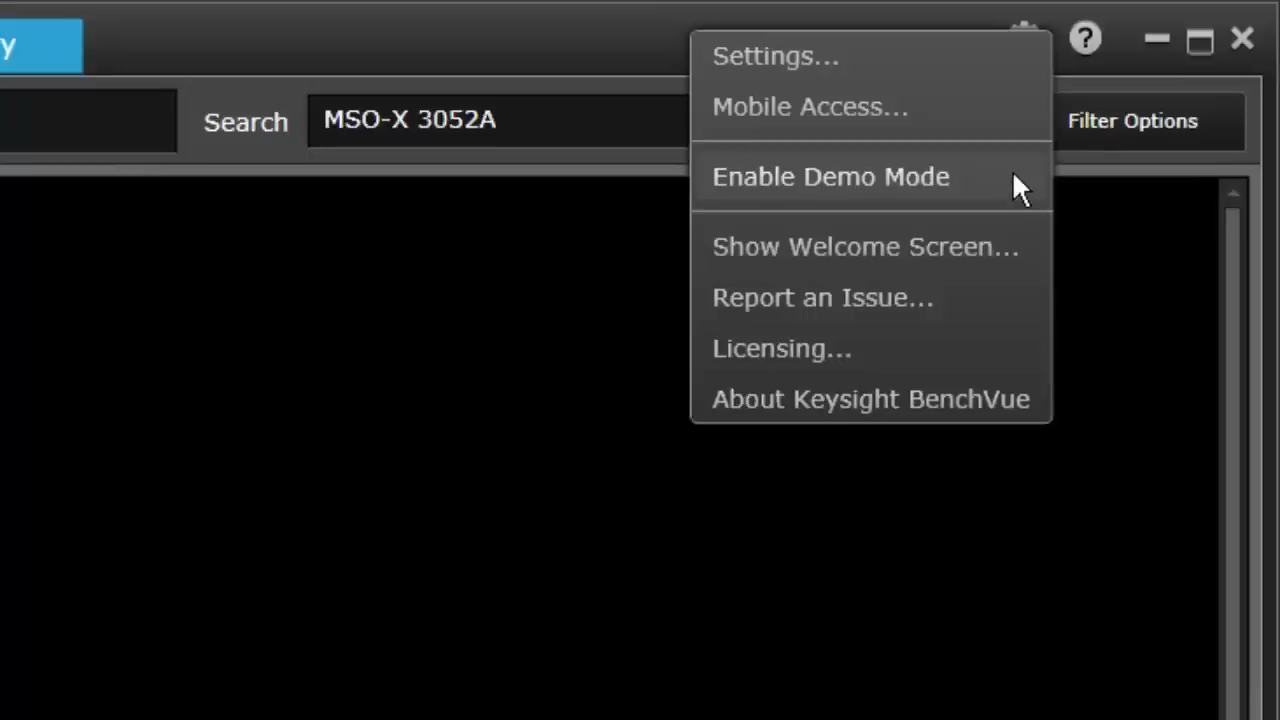 y
Search
MSO-X 3052A
Filter Options
Settings...
Mobile Access...
Enable Demo Mode
Show Welcome Screen...
Report an Issue...
Licensing...
About Keysight BenchVue